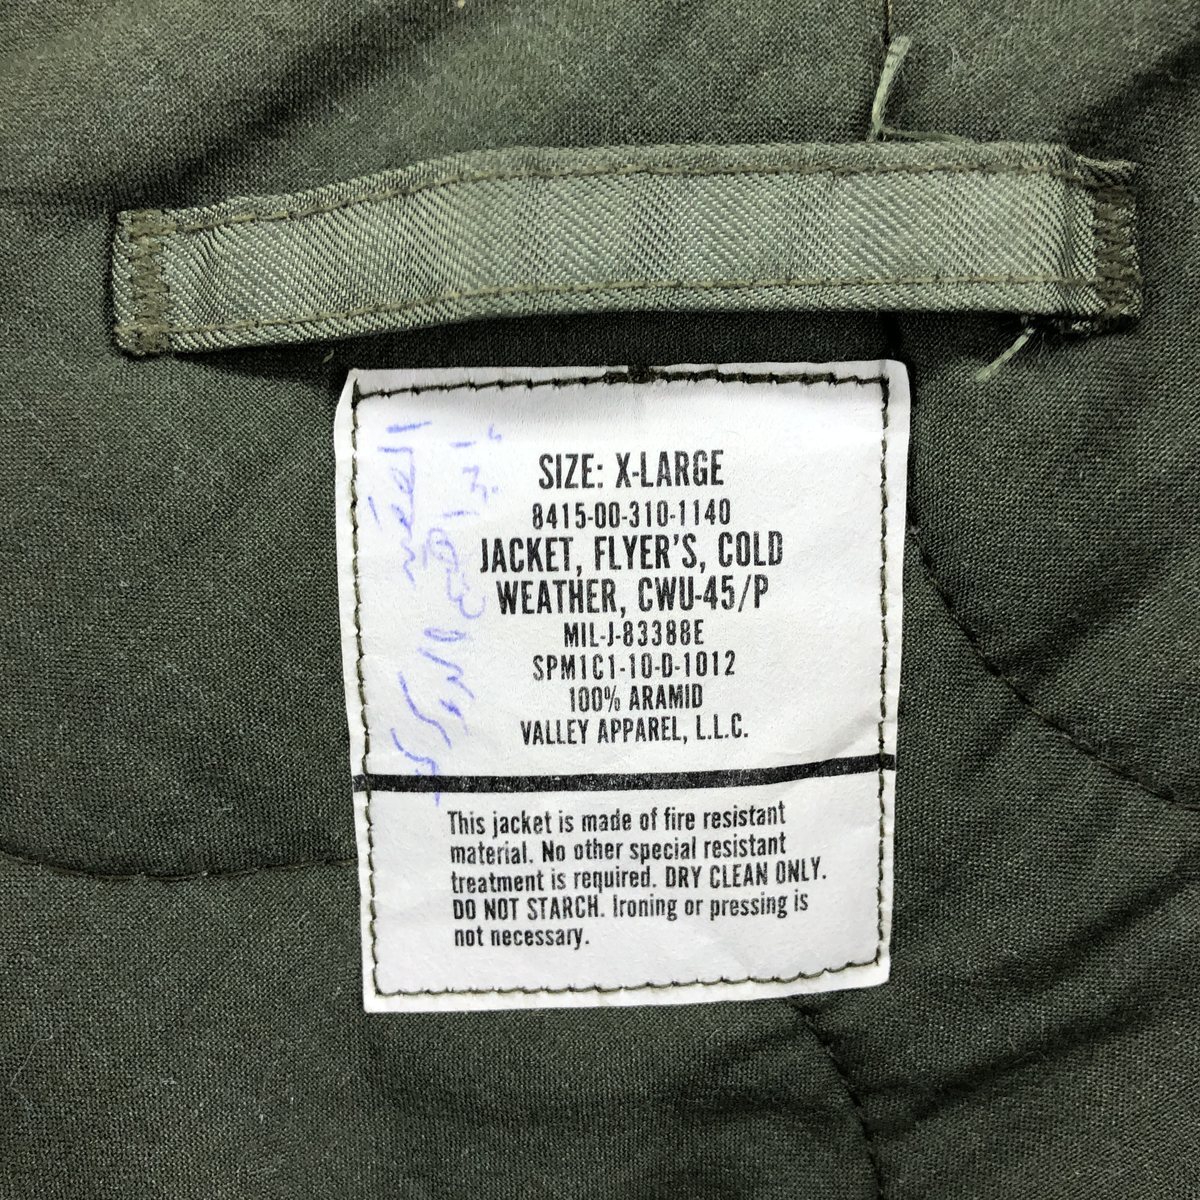 SIZE: X-LARGE
8415-00-310-1140
JACKET, FLYER'S, COLD
WEATHER, CWU-45/P
MIL-J-83388E
SPM1C1-10-D-1012
100% ARAMID
VALLEY APPAREL, L.L.C.
This jacket is made of fire resistant
material. No other special resistant
treatment is required. DRY CLEAN ONLY.
DO NOT STARCH. Ironing or pressing is
not necessary.